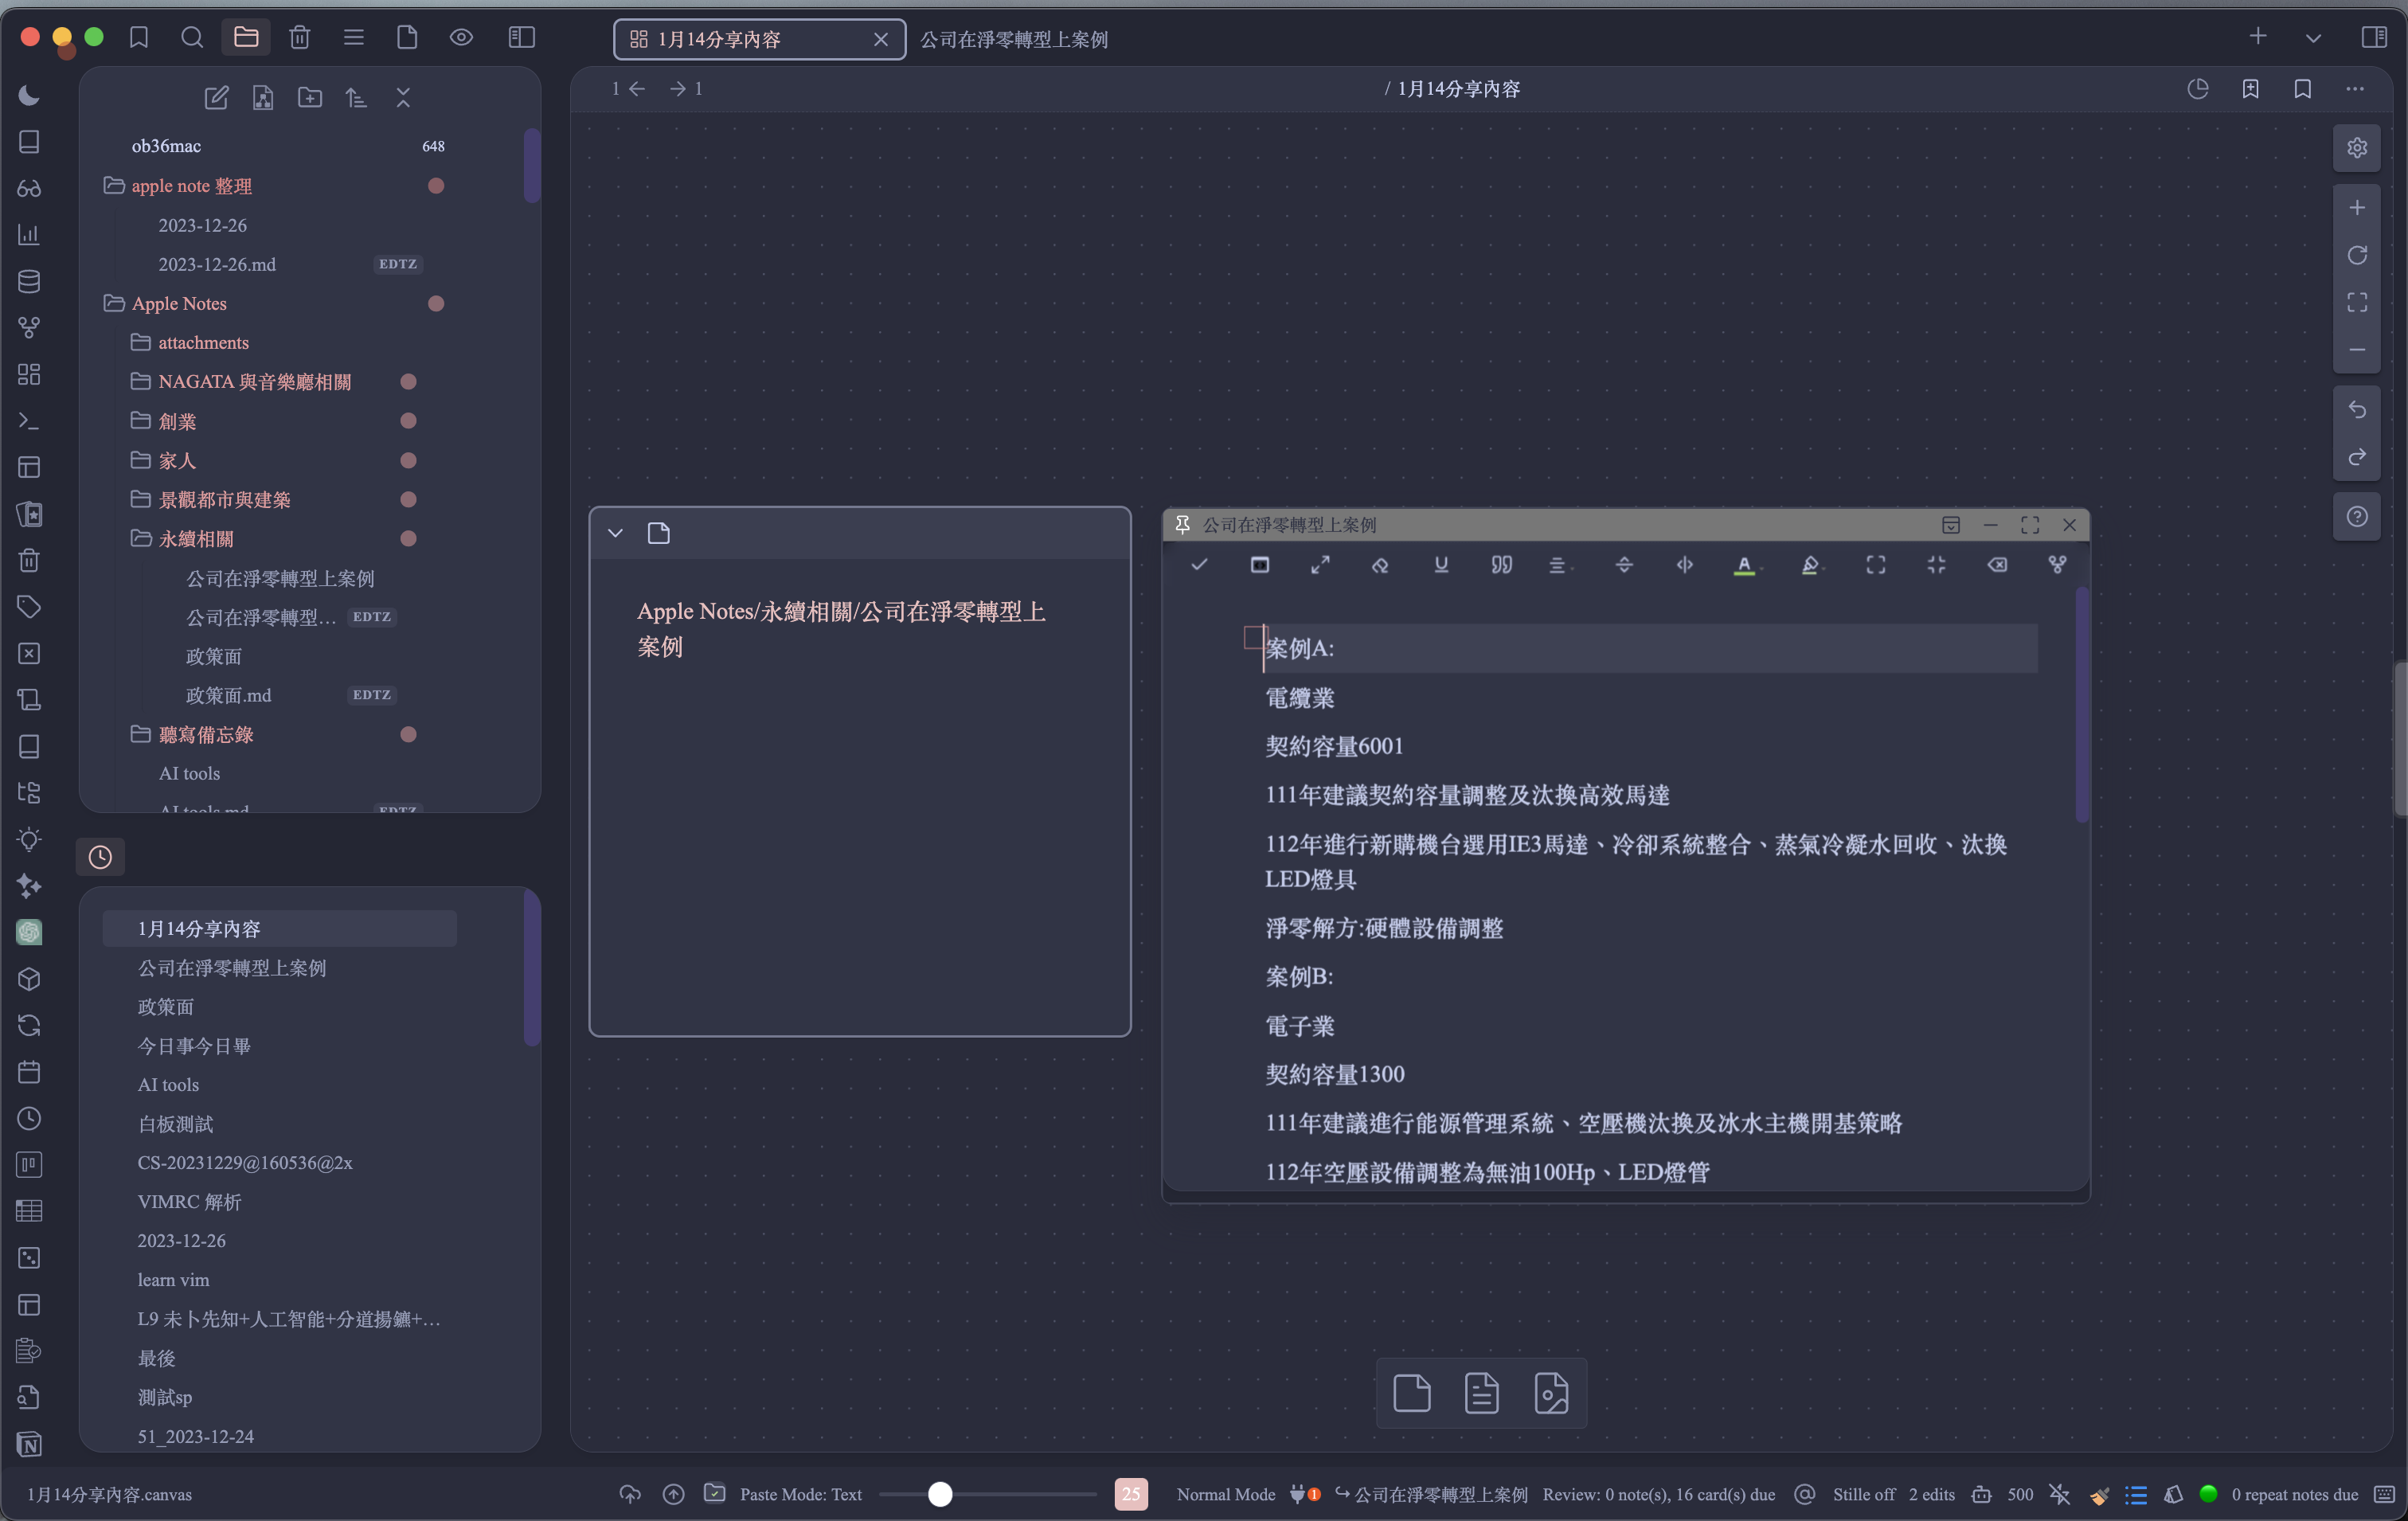 1月14分享內容
公司在淨零轉型上案例
1
1
/ 1月14分享內容
ob36mac
648
apple note 整理
2023-12-26
2023-12-26.md
EDTZ
Apple Notes
attachments
NAGATA 與音樂廳相關
創業
家人
景觀都市與建築
永續相關
公司在淨零轉型上案例
公司在淨零轉型…
EDTZ
政策面
政策面.md
EDTZ
聽寫備忘錄
AI tools
AI tools.md
EDTZ
1月14分享內容
公司在淨零轉型上案例
政策面
今日事今日畢
AI tools
白板測試
CS-20231229@160536@2x
VIMRC 解析
2023-12-26
learn vim
L9 未卜先知+人工智能+分道揚鑣+…
最後
測試sp
51_2023-12-24
Apple Notes/永續相關/公司在淨零轉型上
案例
公司在淨零轉型上案例
案例A:
電纜業
契約容量6001
111年建議契約容量調整及汰換高效馬達
112年進行新購機台選用IE3馬達、冷卻系統整合、蒸氣冷凝水回收、汰換
LED燈具
淨零解方:硬體設備調整
案例B:
電子業
契約容量1300
111年建議進行能源管理系統、空壓機汰換及冰水主機開基策略
112年空壓設備調整為無油100Hp、LED燈管
1月14分享內容.canvas
Paste Mode: Text
25
Normal Mode
1
公司在淨零轉型上案例
Review: 0 note(s), 16 card(s) due
Stille off
2 edits
500
0 repeat notes due